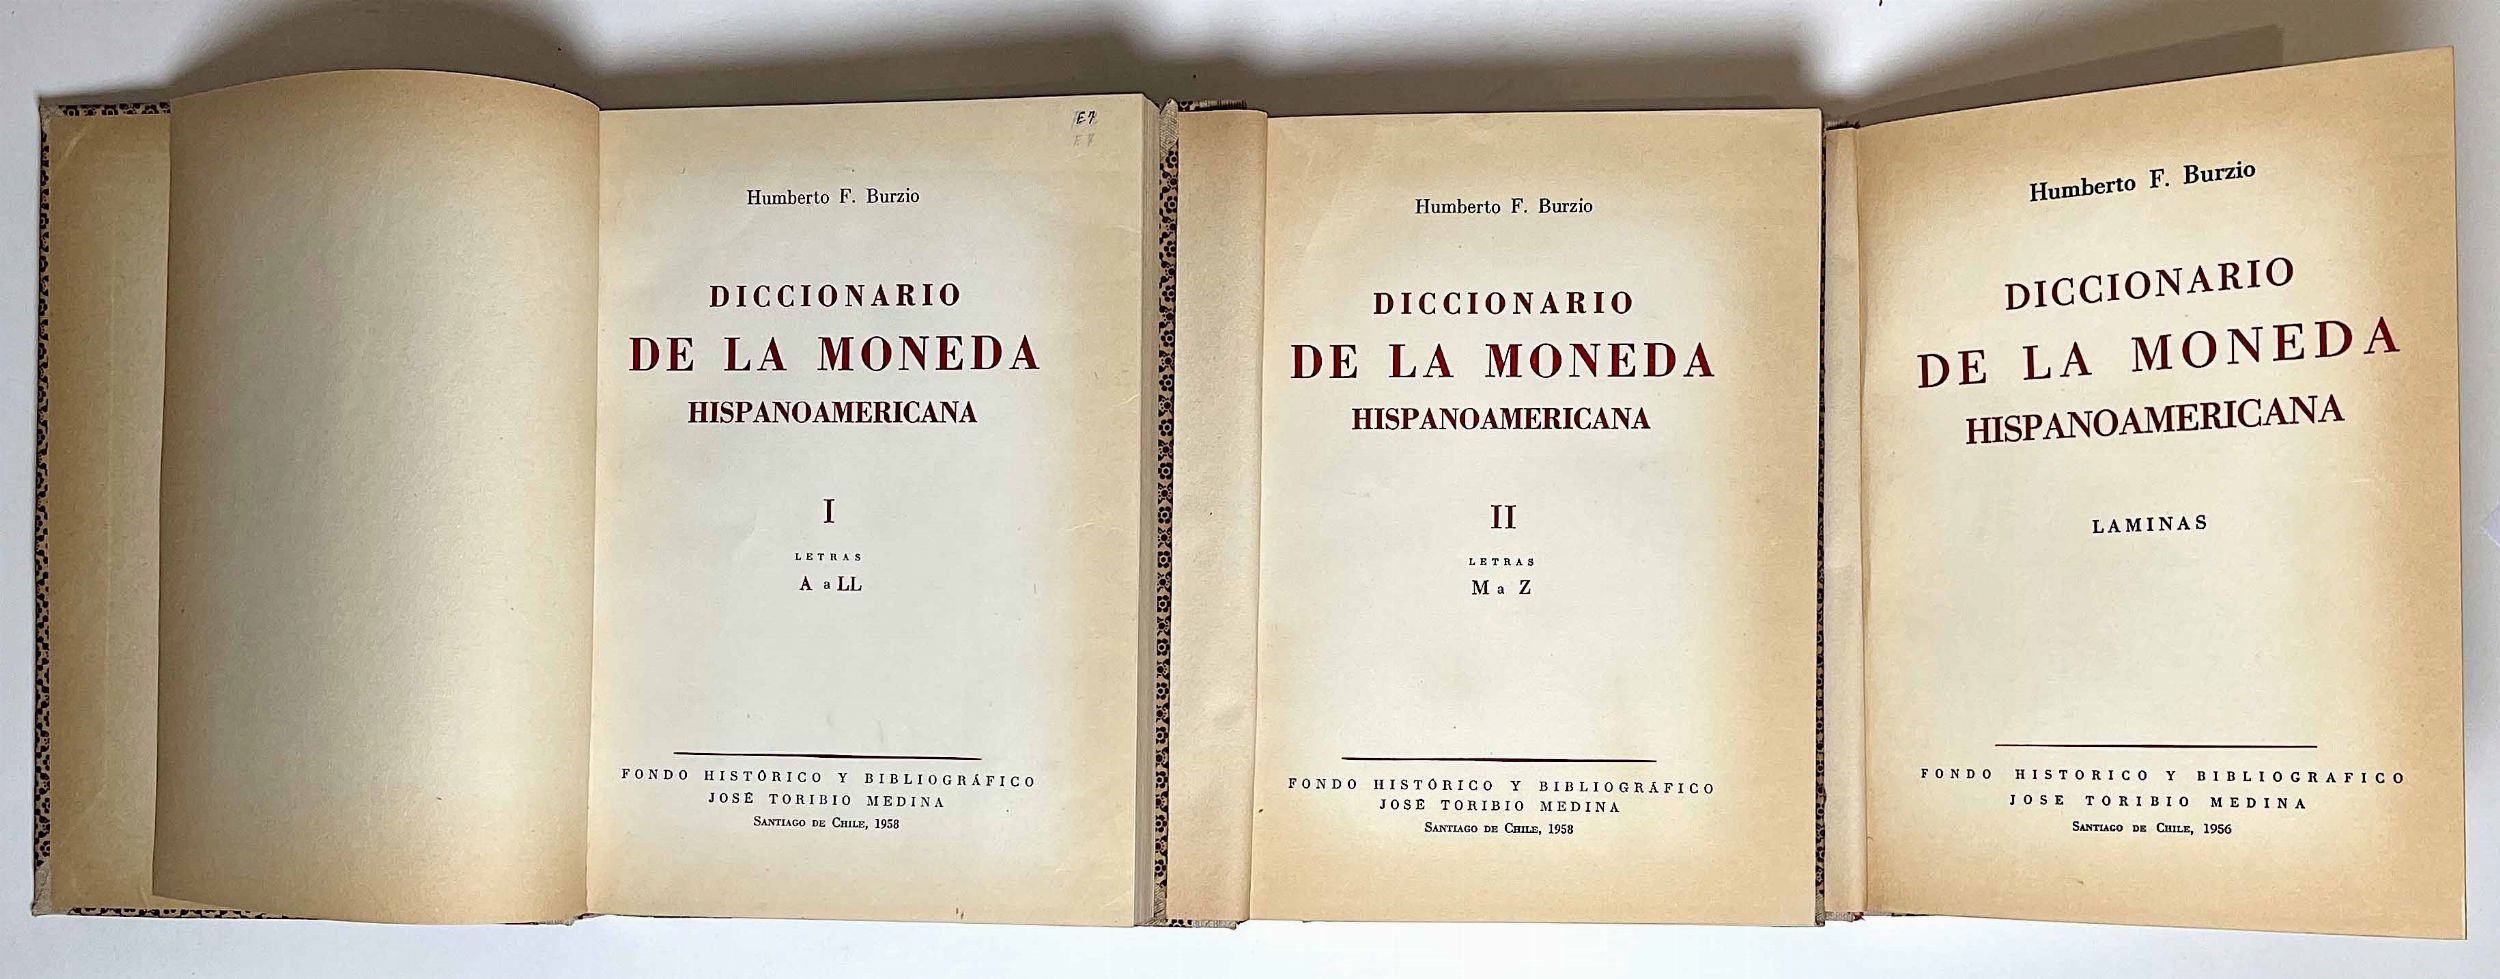 E7
Humberto F. Burzio
DICCIONARIO
DE LA MONEDA
HISPANOAMERICANA
I
LETRAS
A a LL
FONDO HISTÓRICO Y BIBLIOGRÁFICO
JOSÉ TORIBIO MEDINA
SANTIAGO DE CHILE, 1958
Humberto F. Burzio
DICCIONARIO
DE LA MONEDA
HISPANOAMERICANA
II
LETRAS
M a Z
FONDO HISTÓRICO Y BIBLIOGRÁFICO
JOSÉ TORIBIO MEDINA
SANTIAGO DE CHILE, 1958
Humberto F. Burzio
DICCIONARIO
DE LA MONEDA
HISPANOAMERICANA
LAMINAS
FONDO HISTORICO Y BIBLIOGRAFICO
JOSE TORIBIO MEDINA
SANTIAGO DE CHILE, 1956